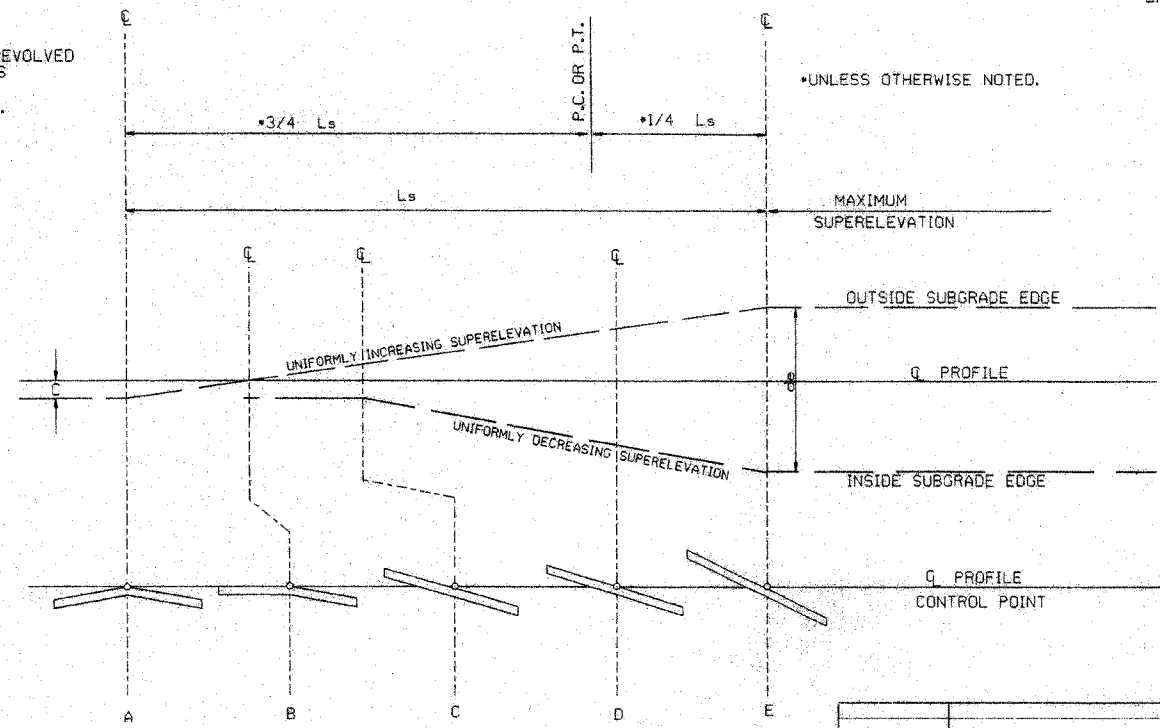 ℄
℄
EVOLVED
S
.
P.C. OR P.T.
*UNLESS OTHERWISE NOTED.
*3/4 Ls
*1/4 Ls
Ls
MAXIMUM
SUPERELEVATION
℄
℄
℄
OUTSIDE SUBGRADE EDGE
UNIFORMLY INCREASING SUPERELEVATION
C
℄ PROFILE
UNIFORMLY DECREASING SUPERELEVATION
INSIDE SUBGRADE EDGE
℄ PROFILE
CONTROL POINT
A
B
C
D
E